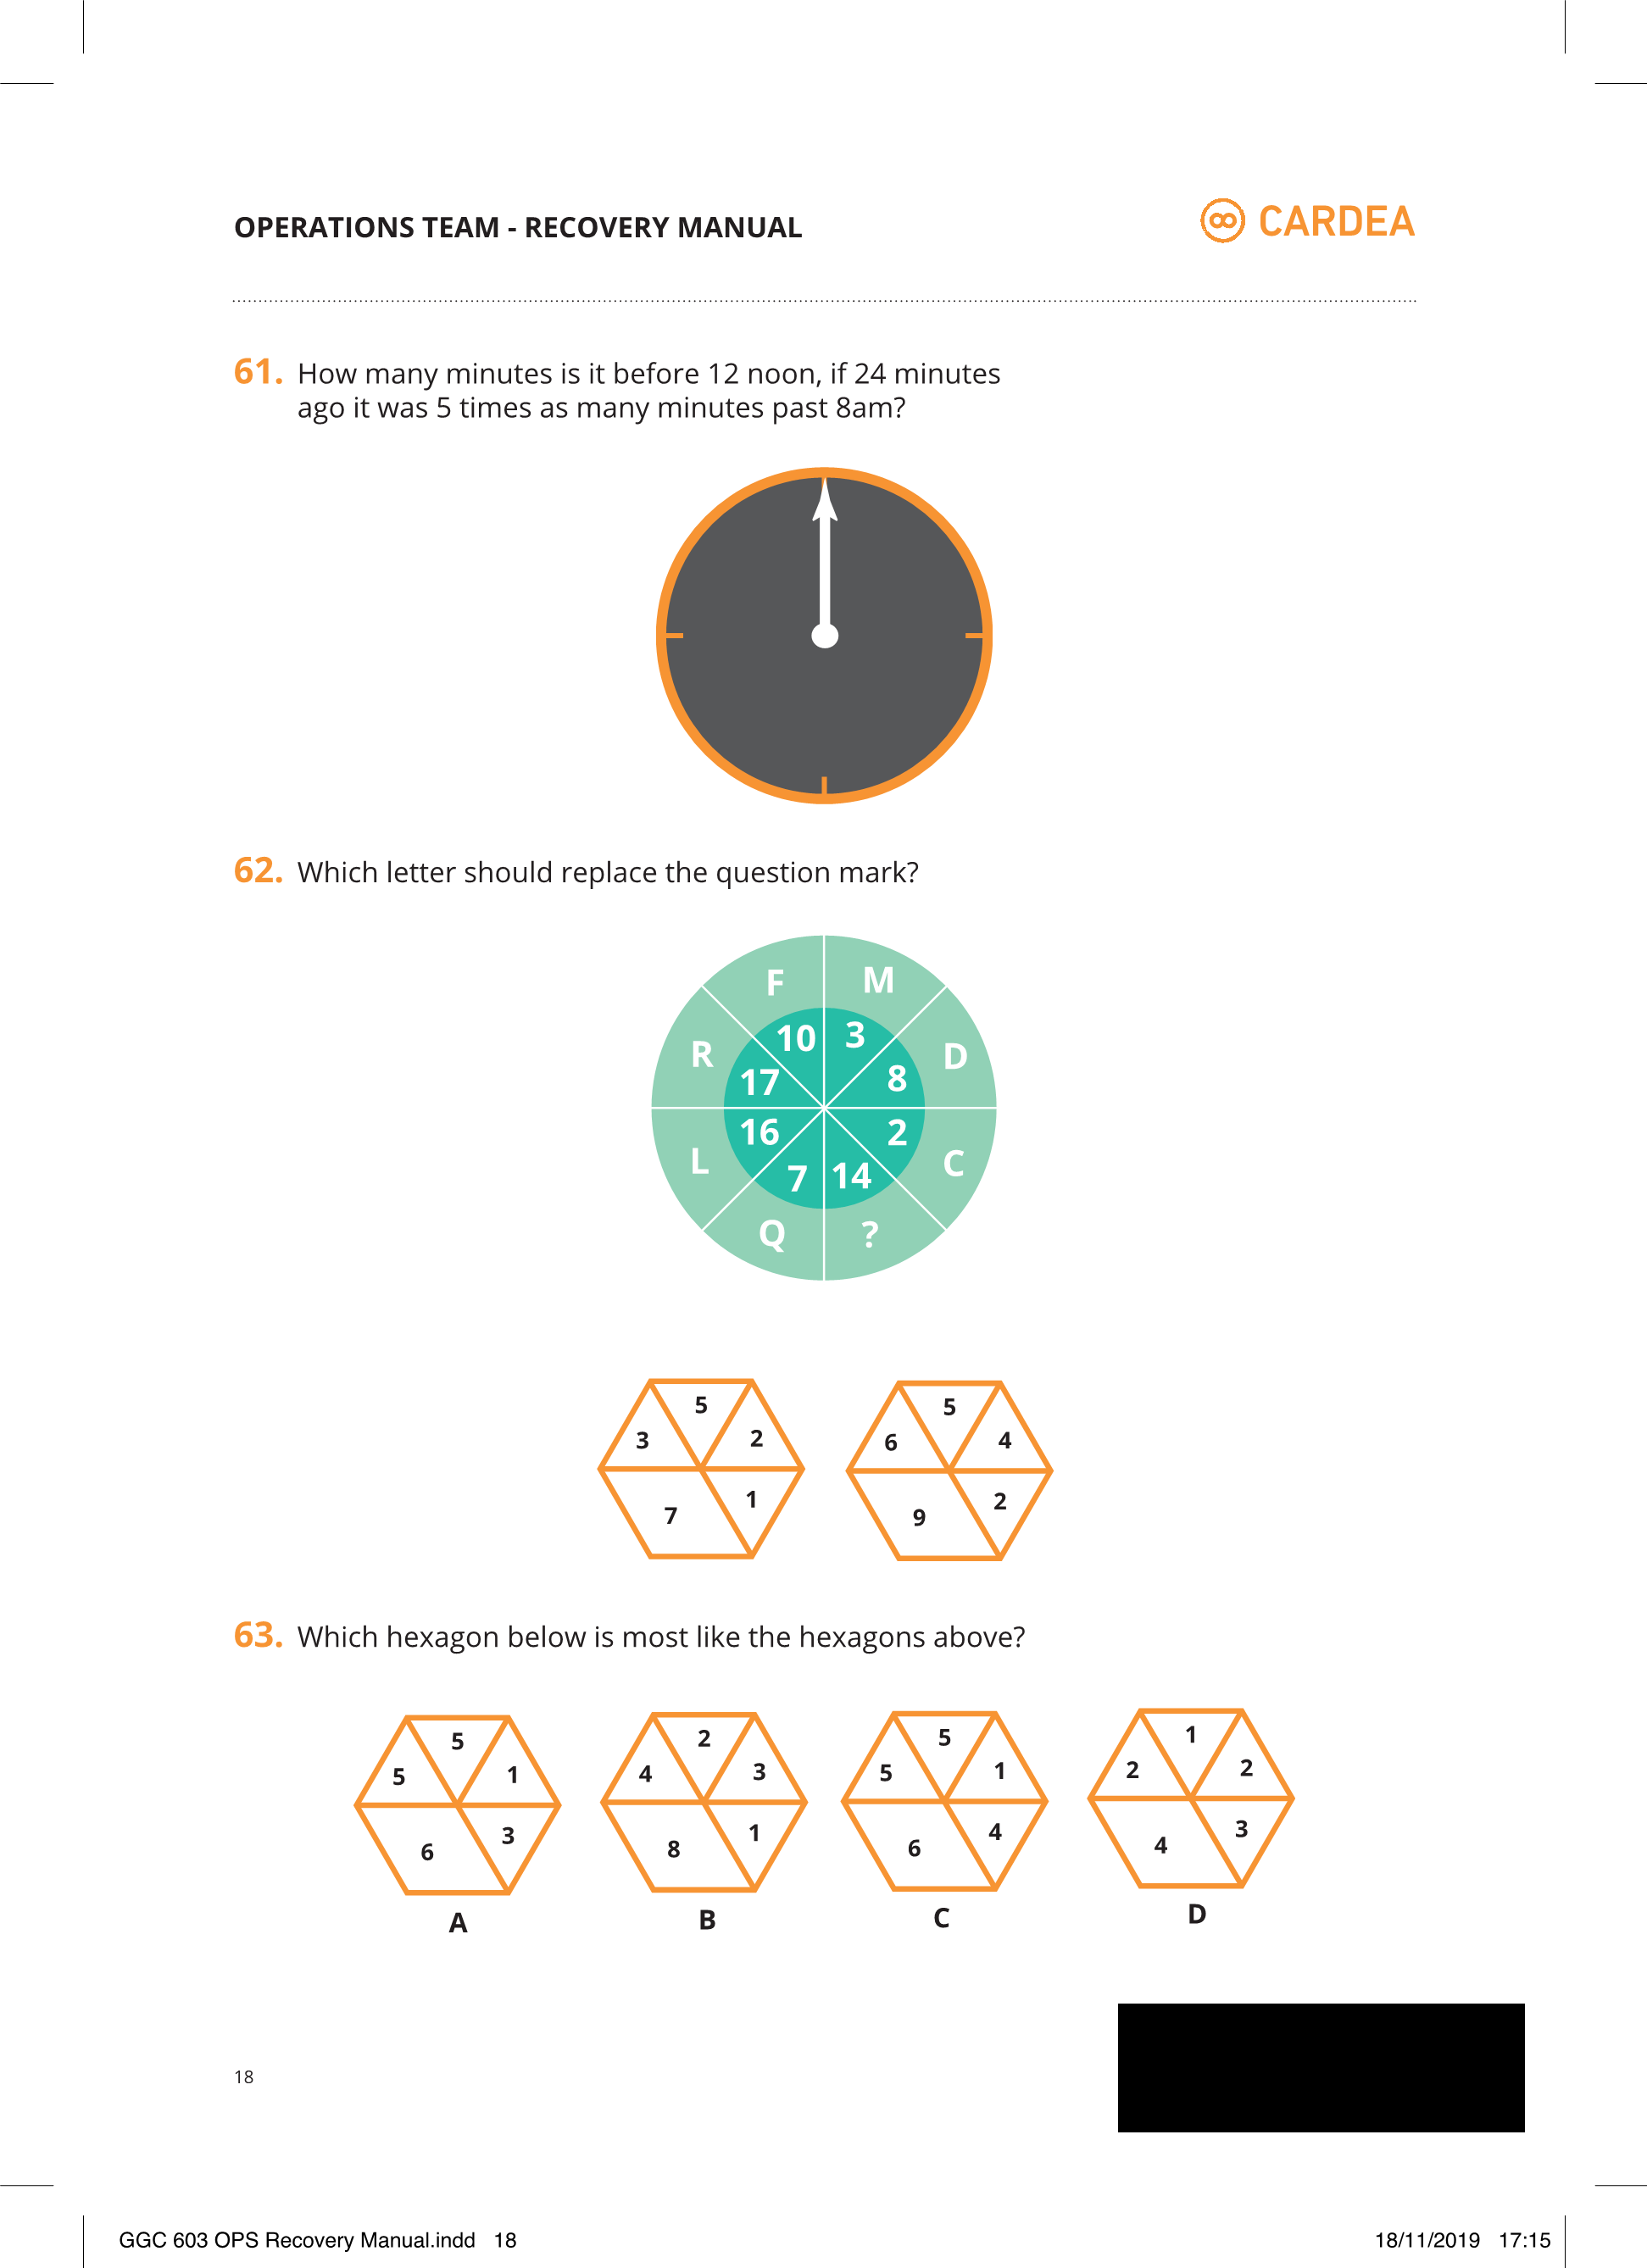 OPERATIONS TEAM - RECOVERY MANUAL
CARDEA
61. How many minutes is it before 12 noon, if 24 minutes
ago it was 5 times as many minutes past 8am?
62. Which letter should replace the question mark?
F M
R D
10 3
17 8
16 2
7 14
L C
Q ?
5 5
3 2 6 4
7 1 9 2
63. Which hexagon below is most like the hexagons above?
5 2 5 1
5 1 4 3 5 1 2 2
6 3 8 1 6 4 4 3
A B C D
18
GGC 603 OPS Recovery Manual.indd 18
18/11/2019 17:15